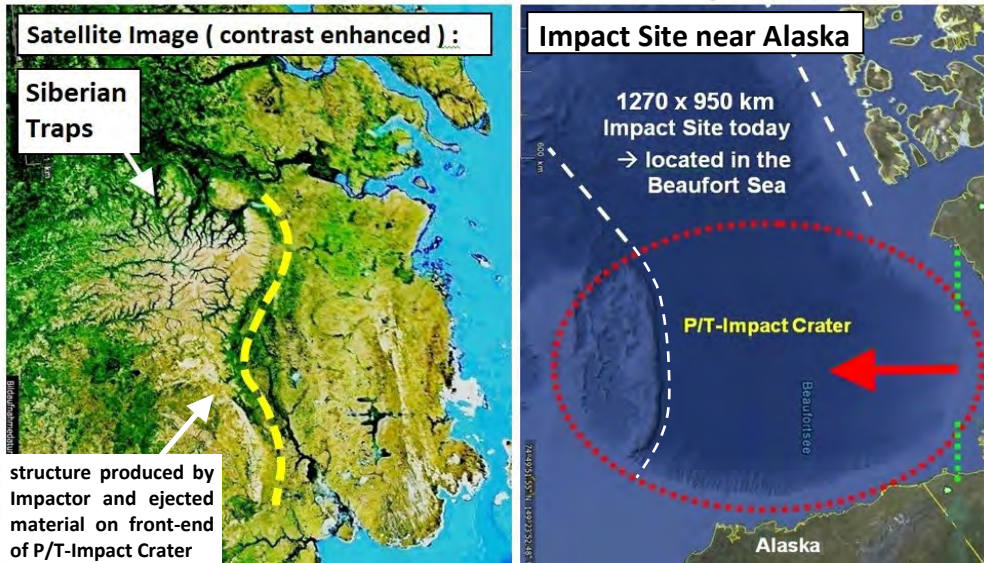 Satellite Image ( contrast enhanced ) :
Siberian
Traps
structure produced by
Impactor and ejected
material on front-end
of P/T-Impact Crater
Impact Site near Alaska
1270 x 950 km
Impact Site today
→ located in the
Beaufort Sea
600 km
P/T-Impact Crater
Beaufortsee
Alaska